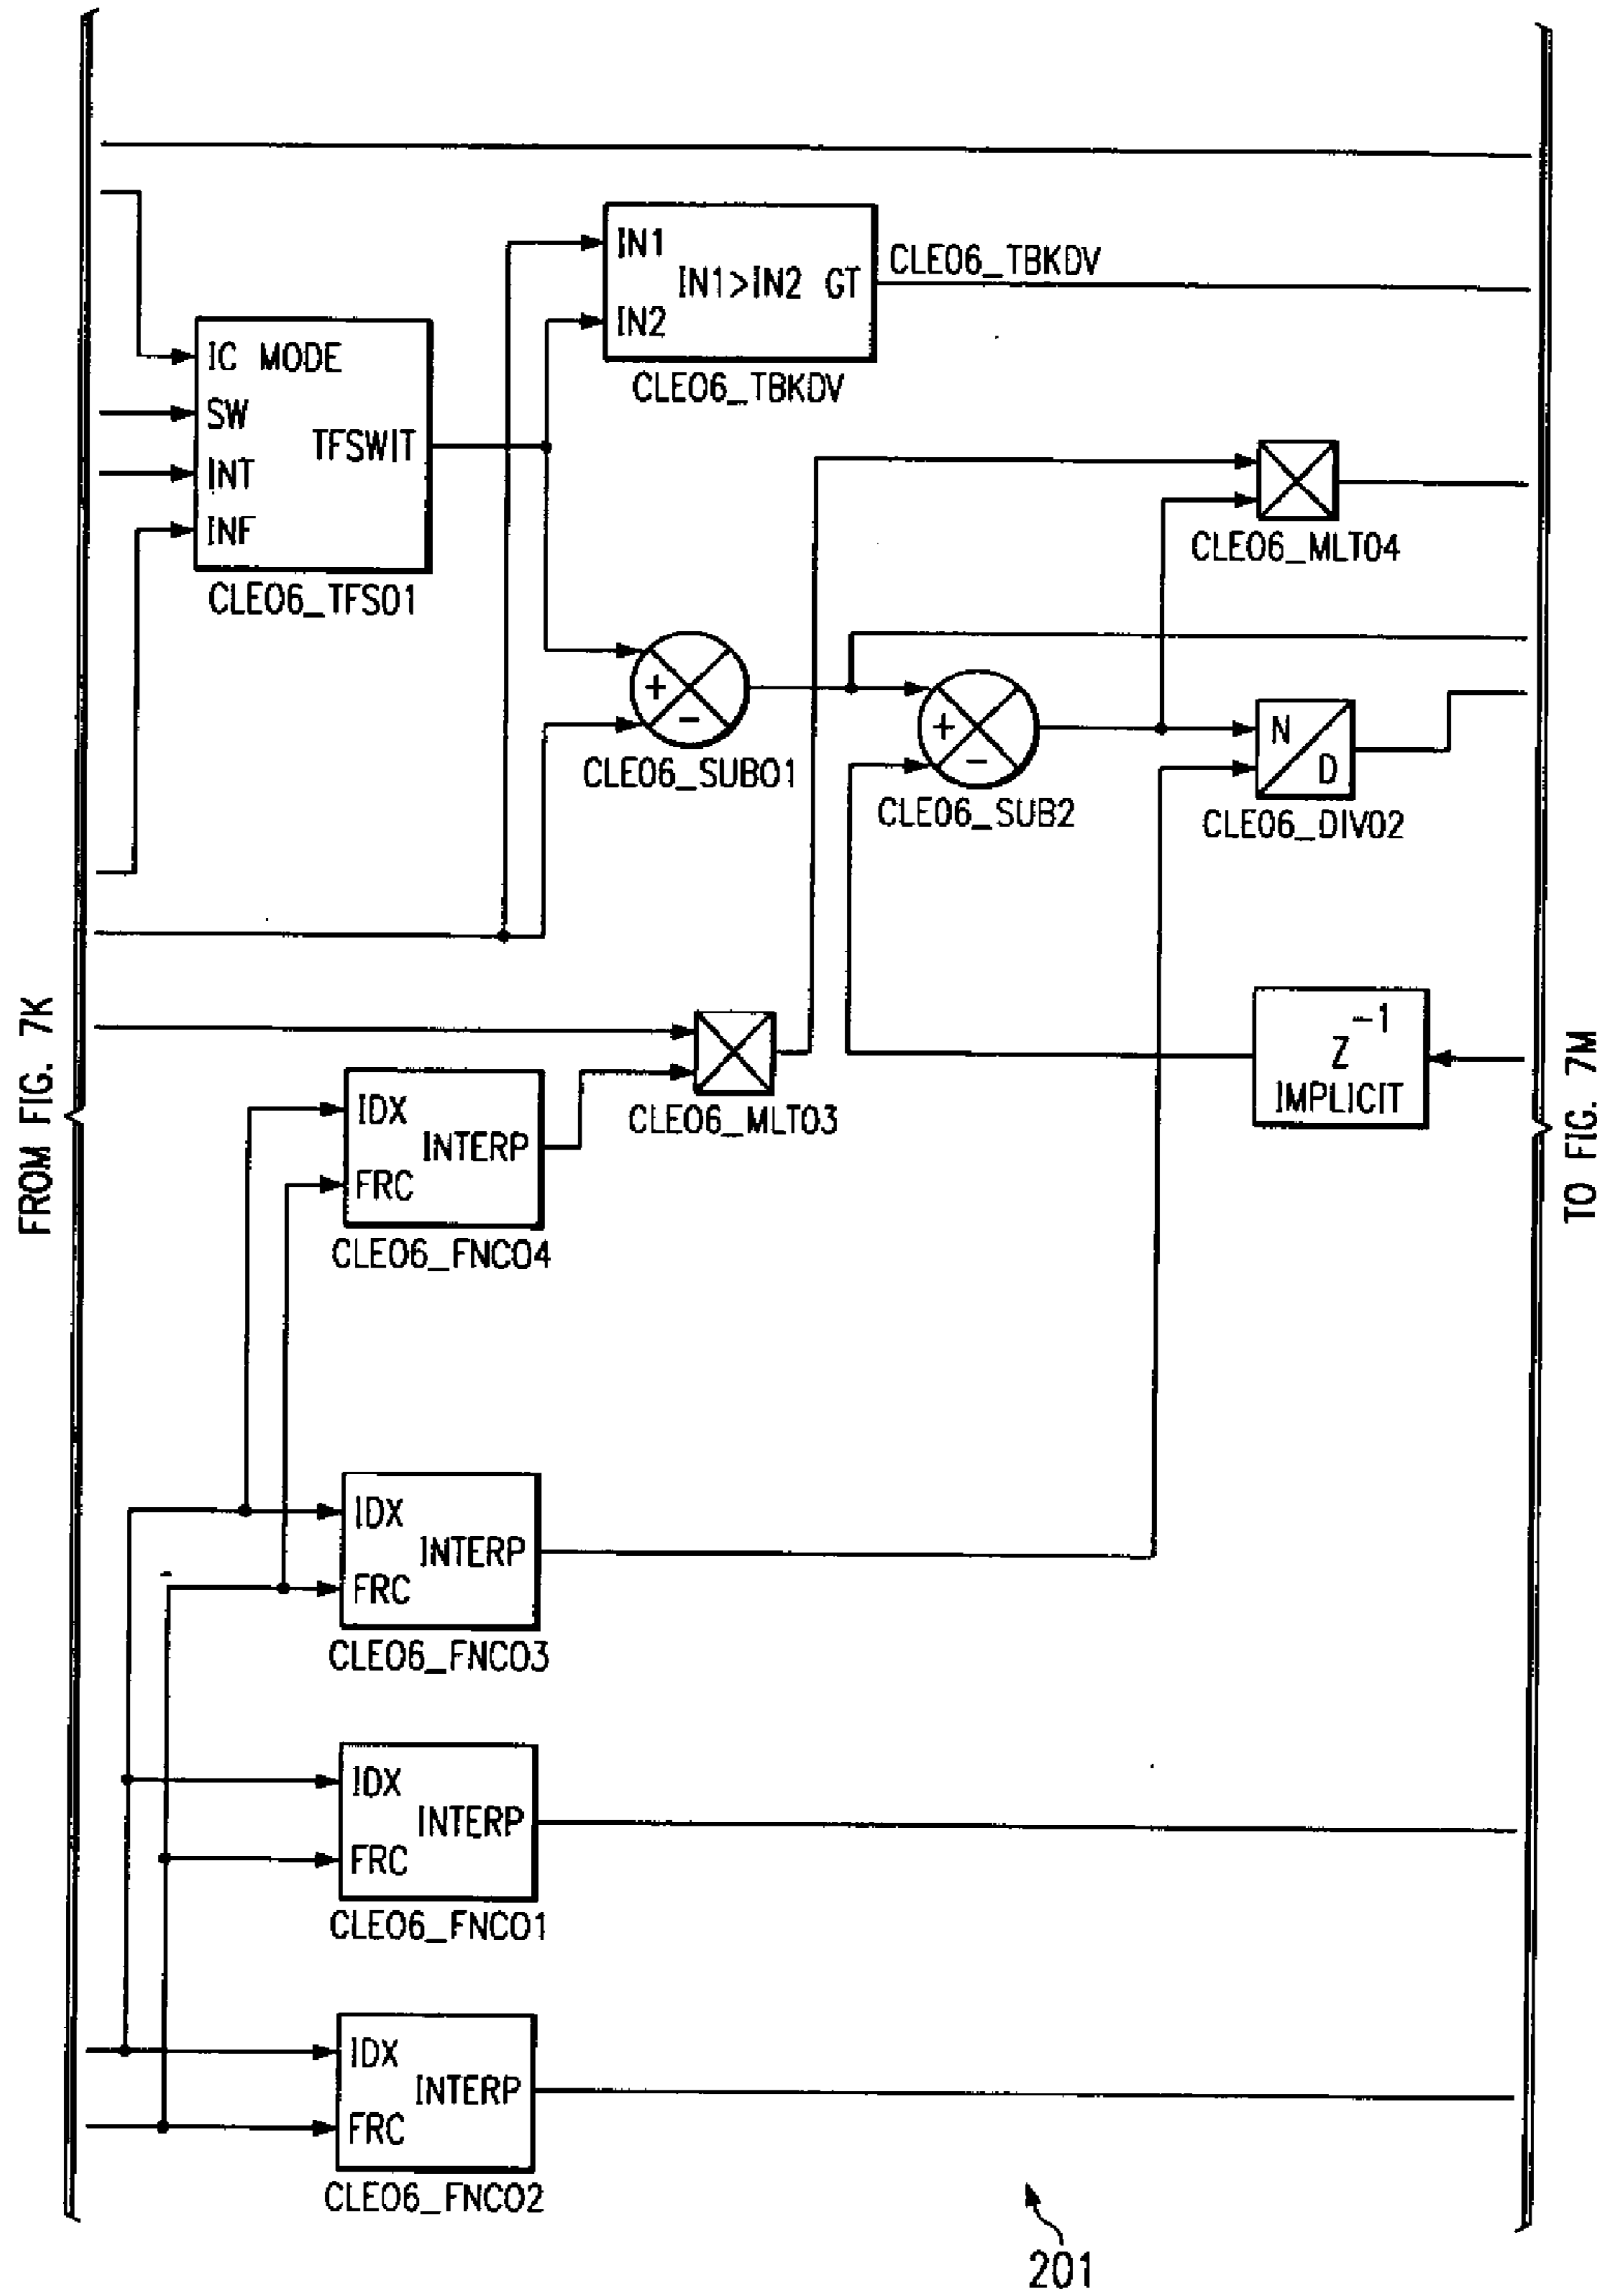 IN1
IN1>IN2 GT
IN2
CLE06_TBKDV
CLE06_TBKDV
IC MODE
SW
TFSWIT
INT
INF
CLE06_TFS01
CLE06_MLT04
+
-
CLE06_SUB01
+
-
CLE06_SUB2
N
D
CLE06_DIV02
FROM FIG. 7K
CLE06_MLT03
Z-1
IMPLICIT
TO FIG. 7M
IDX
INTERP
FRC
CLE06_FNC04
IDX
INTERP
FRC
CLE06_FNC03
IDX
INTERP
FRC
CLE06_FNC01
IDX
INTERP
FRC
CLE06_FNC02
201